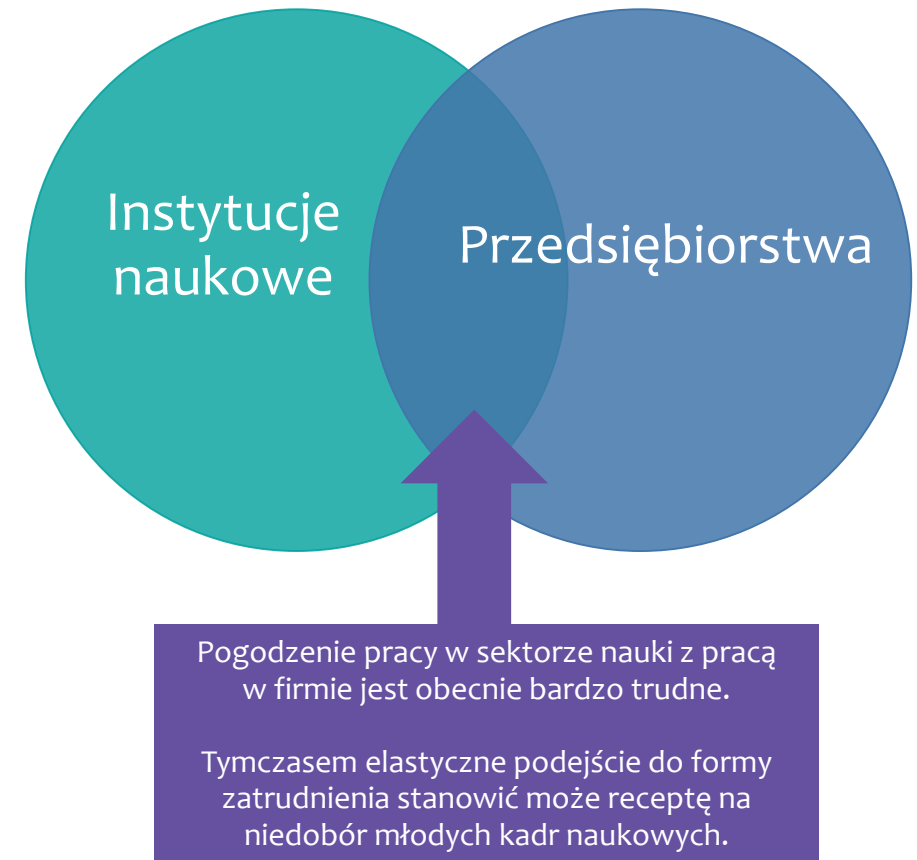 Instytucje
naukowe
Przedsiębiorstwa
Pogodzenie pracy w sektorze nauki z pracą
w firmie jest obecnie bardzo trudne.
Tymczasem elastyczne podejście do formy
zatrudnienia stanowić może receptę na
niedobór młodych kadr naukowych.